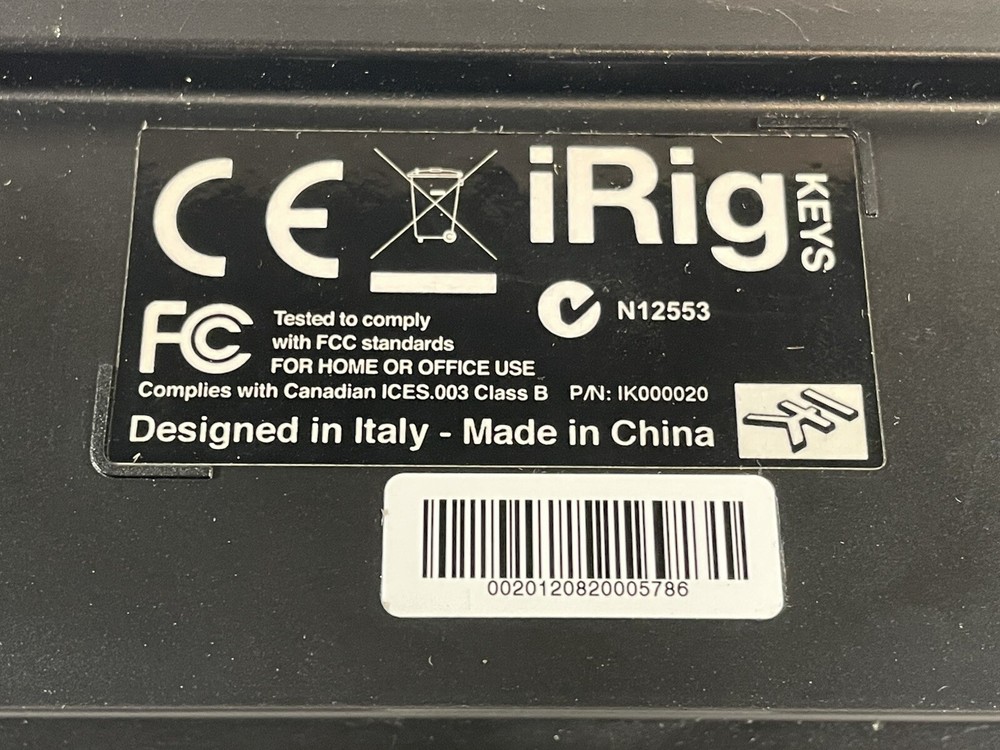 CE
iRig KEYS
N12553
FC Tested to comply
with FCC standards
FOR HOME OR OFFICE USE
Complies with Canadian ICES.003 Class B P/N: IK000020
Designed in Italy - Made in China
IK
0020120820005786